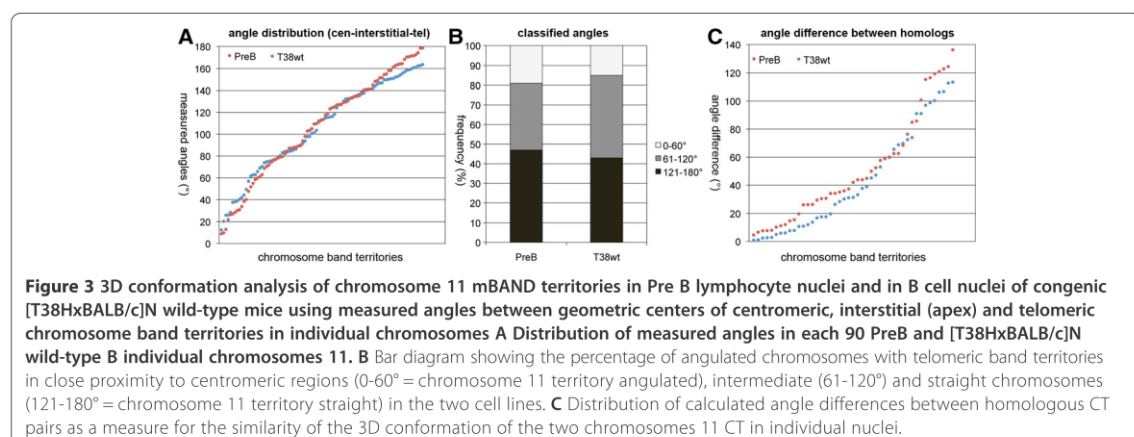 A
angle distribution (cen-interstitial-tel)
180
160
140
120
100
80
60
40
20
0
measured angles (°)
PreB
T38wt
chromosome band territories
B
classified angles
100
90
80
70
60
50
40
30
20
10
0
frequency (%)
PreB
T38wt
0-60°
61-120°
121-180°
C
angle difference between homologs
140
120
100
80
60
40
20
0
angle difference (°)
PreB
T38wt
chromosome band territories
Figure 3 3D conformation analysis of chromosome 11 mBAND territories in Pre B lymphocyte nuclei and in B cell nuclei of congenic
[T38HxBALB/c]N wild-type mice using measured angles between geometric centers of centromeric, interstitial (apex) and telomeric
chromosome band territories in individual chromosomes A Distribution of measured angles in each 90 PreB and [T38HxBALB/c]N
wild-type B individual chromosomes 11. B Bar diagram showing the percentage of angulated chromosomes with telomeric band territories
in close proximity to centromeric regions (0-60° = chromosome 11 territory angulated), intermediate (61-120°) and straight chromosomes
(121-180° = chromosome 11 territory straight) in the two cell lines. C Distribution of calculated angle differences between homologous CT
pairs as a measure for the similarity of the 3D conformation of the two chromosomes 11 CT in individual nuclei.